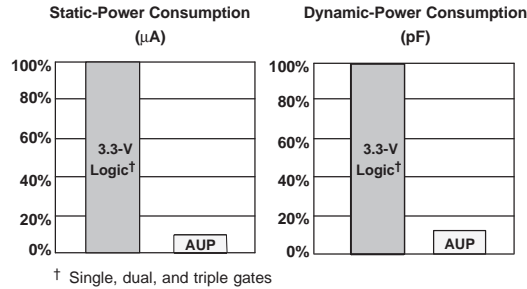 Static-Power Consumption
(µA)
100%
80%
60%
40%
20%
0%
3.3-V
Logic†
AUP
Dynamic-Power Consumption
(pF)
100%
80%
60%
40%
20%
0%
3.3-V
Logic†
AUP
† Single, dual, and triple gates